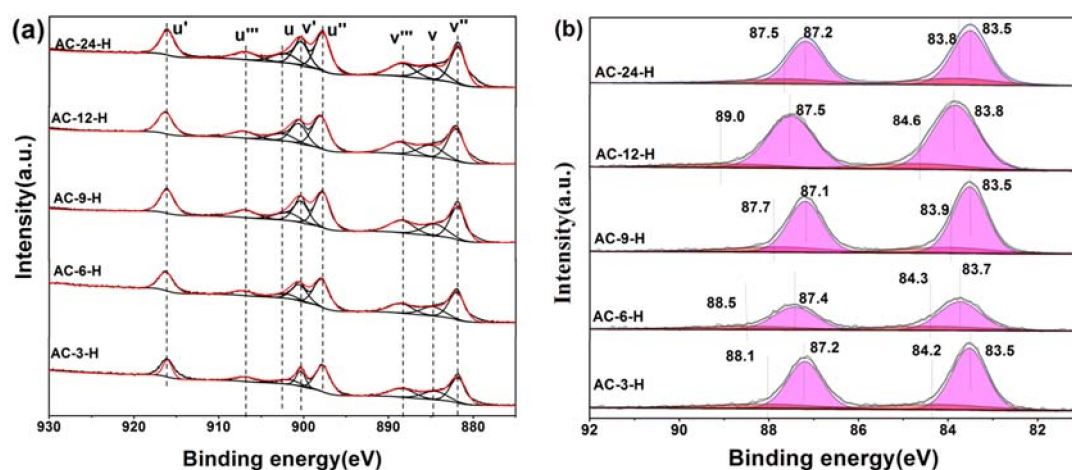 (a)
u' u''' u v' u'' v''' v v''
AC-24-H
AC-12-H
AC-9-H
AC-6-H
AC-3-H
Intensity(a.u.)
930 920 910 900 890 880
Binding energy(eV)
(b)
87.5 87.2 83.8 83.5
AC-24-H
89.0 87.5 84.6 83.8
AC-12-H
87.7 87.1 83.9 83.5
AC-9-H
88.5 87.4 84.3 83.7
AC-6-H
88.1 87.2 84.2 83.5
AC-3-H
Intensity(a.u.)
92 90 88 86 84 82
Binding energy(eV)